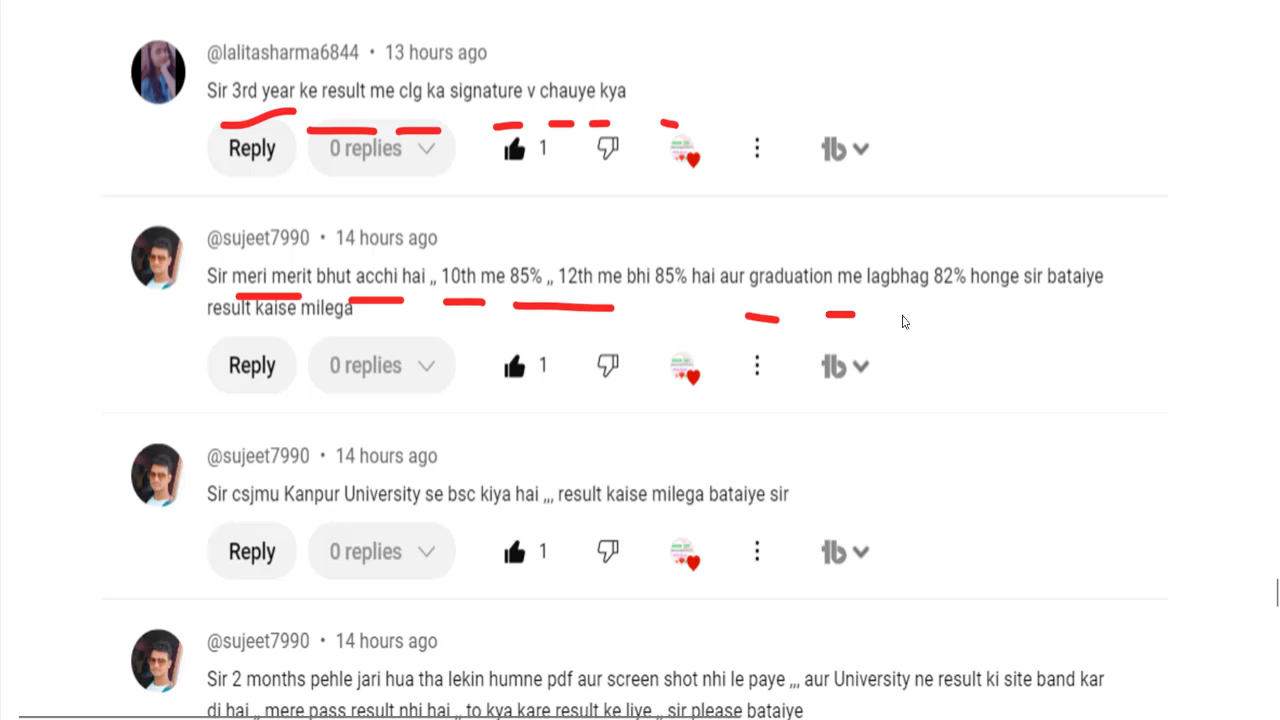 @lalitasharma6844 • 13 hours ago
Sir 3rd year ke result me clg ka signature v chauye kya
Reply 0 replies 1
@sujeet7990 • 14 hours ago
Sir meri merit bhut acchi hai ,, 10th me 85% ,, 12th me bhi 85% hai aur graduation me lagbhag 82% honge sir bataiye
result kaise milega
Reply 0 replies 1
@sujeet7990 • 14 hours ago
Sir csjmu Kanpur University se bsc kiya hai ,,, result kaise milega bataiye sir
Reply 0 replies 1
@sujeet7990 • 14 hours ago
Sir 2 months pehle jari hua tha lekin humne pdf aur screen shot nhi le paye ,,, aur University ne result ki site band kar
di hai ,, mere pass result nhi hai ,, to kya kare result ke liye ,, sir please bataiye